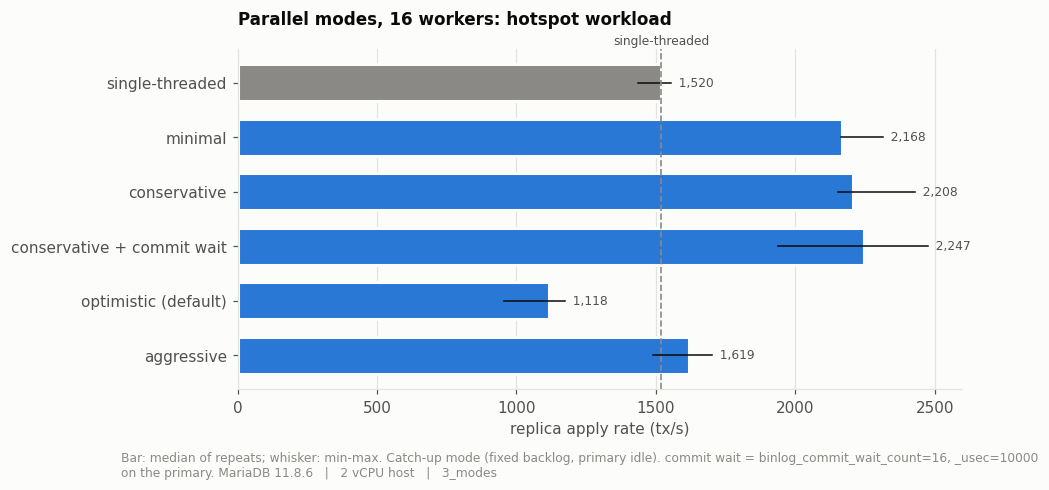 Parallel modes, 16 workers: hotspot workload
single-threaded
single-threaded 1,520
minimal 2,168
conservative 2,208
conservative + commit wait 2,247
optimistic (default) 1,118
aggressive 1,619
0 500 1000 1500 2000 2500
replica apply rate (tx/s)
Bar: median of repeats; whisker: min-max. Catch-up mode (fixed backlog, primary idle). commit wait = binlog_commit_wait_count=16, _usec=10000
on the primary. MariaDB 11.8.6 | 2 vCPU host | 3_modes